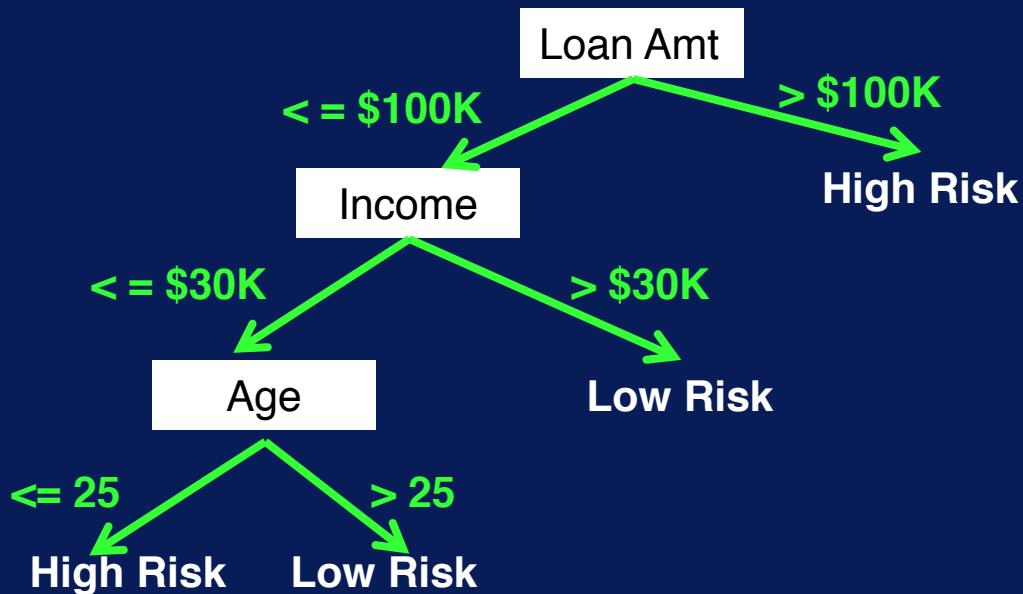 Loan Amt
< = $100K
> $100K
High Risk
Income
< = $30K
> $30K
Age
Low Risk
<= 25
> 25
High Risk
Low Risk